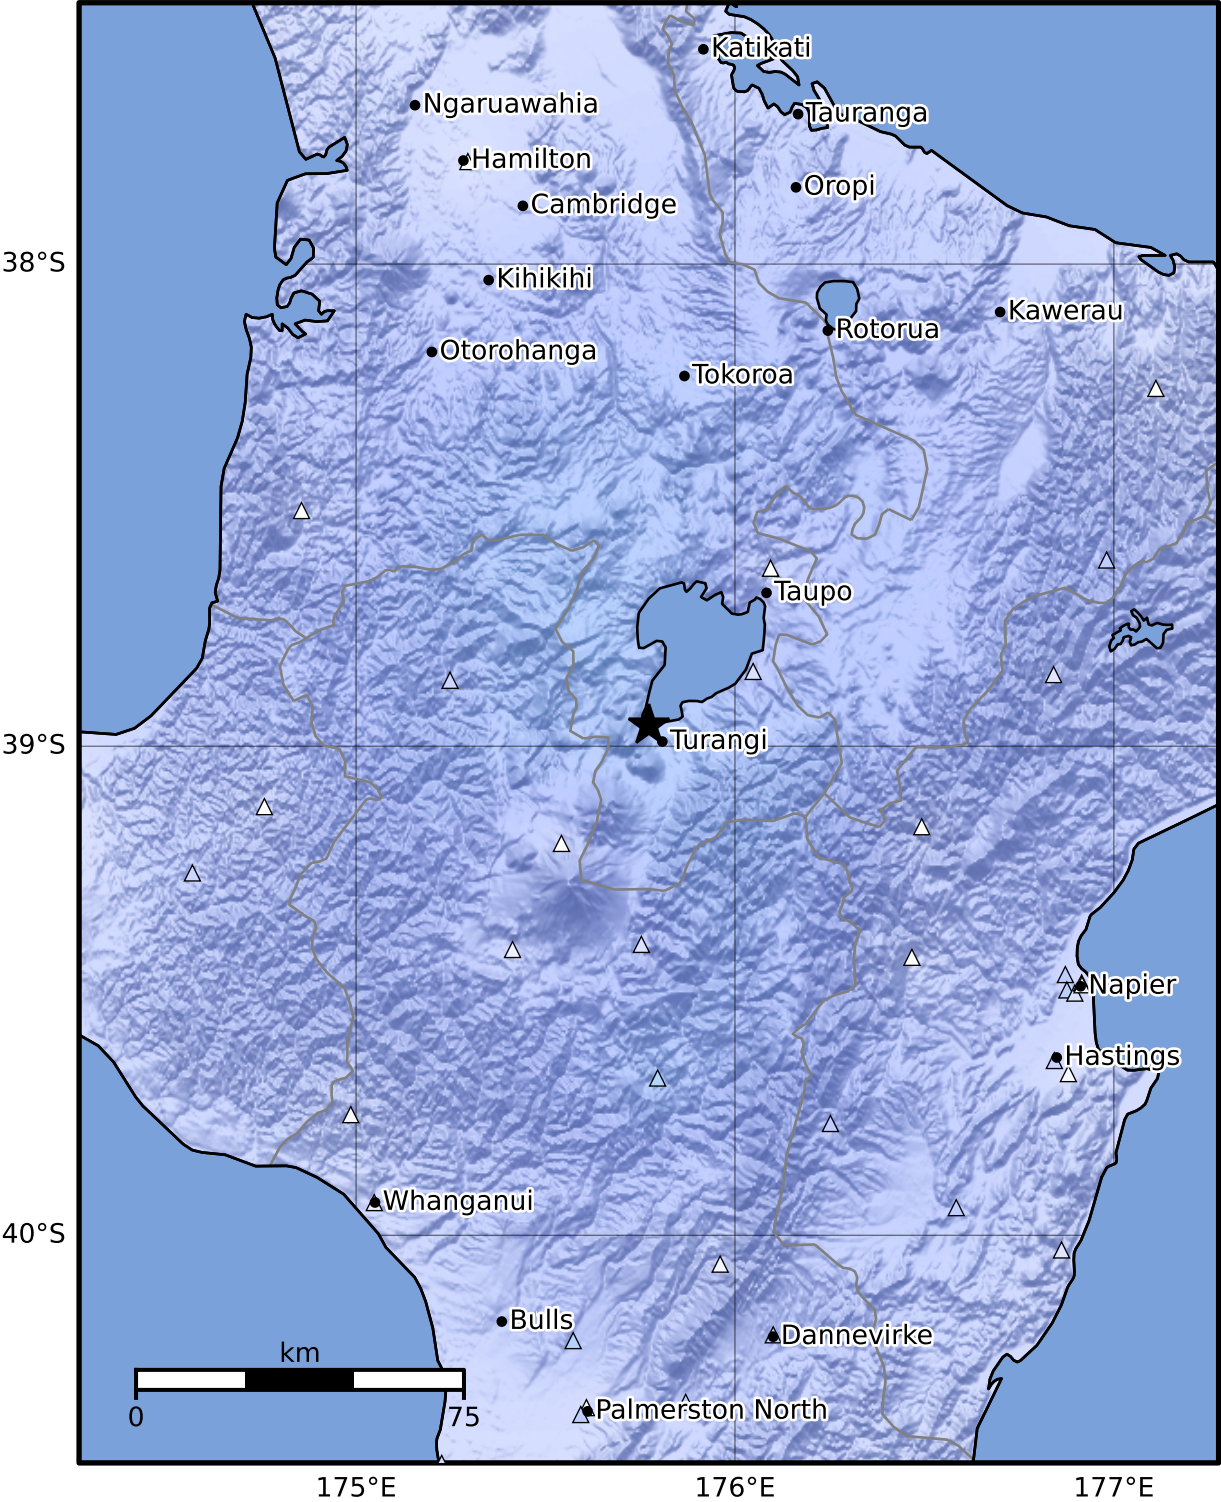 Katikati
Ngaruawahia
Tauranga
Hamilton
Oropi
Cambridge
38°S
Kihikihi
Kawerau
Rotorua
Otorohanga
Tokoroa
Taupo
Turangi
39°S
Napier
Hastings
Whanganui
40°S
Bulls
Dannevirke
km
Palmerston North
0 75
175°E 176°E 177°E